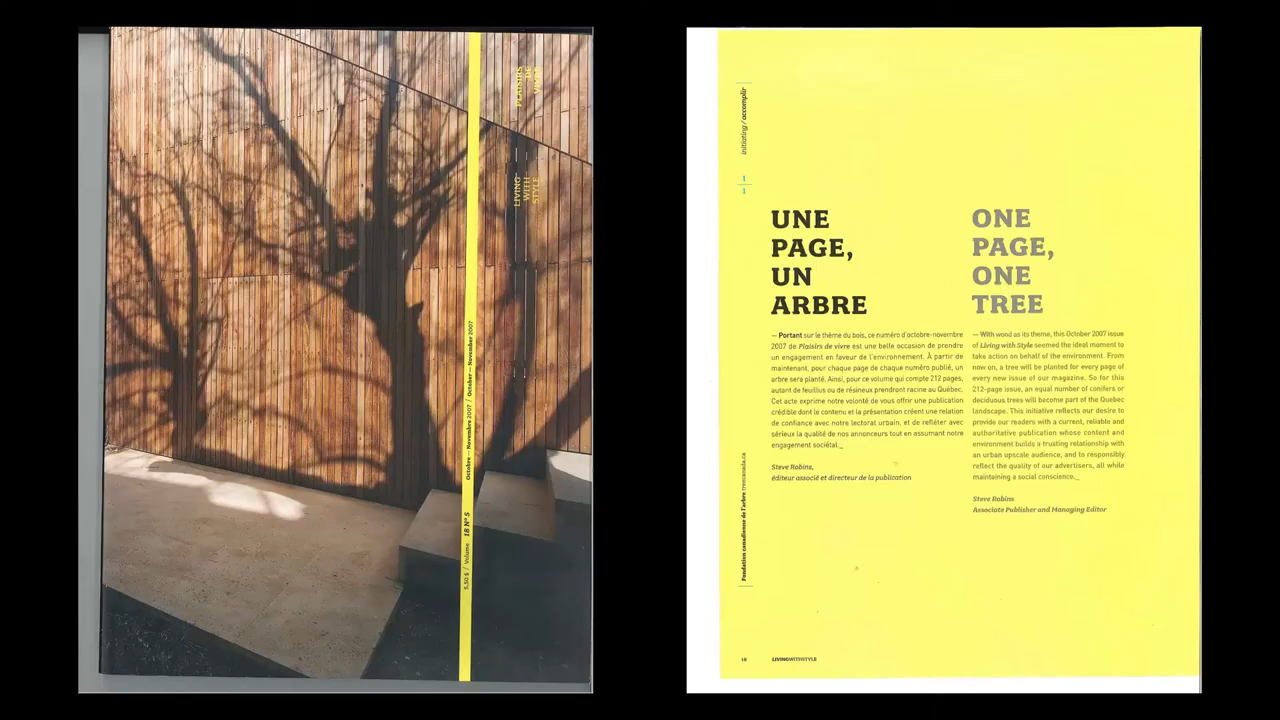 PLAISIRS
DE
VIVRE
LIVING
WITH
STYLE
Octobre — Novembre 2007 / October — November 2007
5,50 $ / Volume 18 Nº 5
initiating / accomplir
1
1
UNE
PAGE,
UN
ARBRE
— Portant sur le thème du bois, ce numéro d'octobre-novembre
2007 de Plaisirs de vivre est une belle occasion de prendre
un engagement en faveur de l'environnement. À partir de
maintenant, pour chaque page de chaque numéro publié, un
arbre sera planté. Ainsi, pour ce volume qui compte 212 pages,
autant de feuillus ou de résineux prendront racine au Québec.
Cet acte exprime notre volonté de vous offrir une publication
crédible dont le contenu et la présentation créent une relation
de confiance avec notre lectorat urbain, et de refléter avec
sérieux la qualité de nos annonceurs tout en assumant notre
engagement sociétal._
Steve Robins,
éditeur associé et directeur de la publication
ONE
PAGE,
ONE
TREE
— With wood as its theme, this October 2007 issue
of Living with Style seemed the ideal moment to
take action on behalf of the environment. From
now on, a tree will be planted for every page of
every new issue of our magazine. So for this
212-page issue, an equal number of conifers or
deciduous trees will become part of the Quebec
landscape. This initiative reflects our desire to
provide our readers with a current, reliable and
authoritative publication whose content and
environment builds a trusting relationship with
an urban upscale audience, and to responsibly
reflect the quality of our advertisers, all while
maintaining a social conscience._
Steve Robins
Associate Publisher and Managing Editor
Fondation canadienne de l'arbre treecanada.ca
18 LIVINGWITHSTYLE